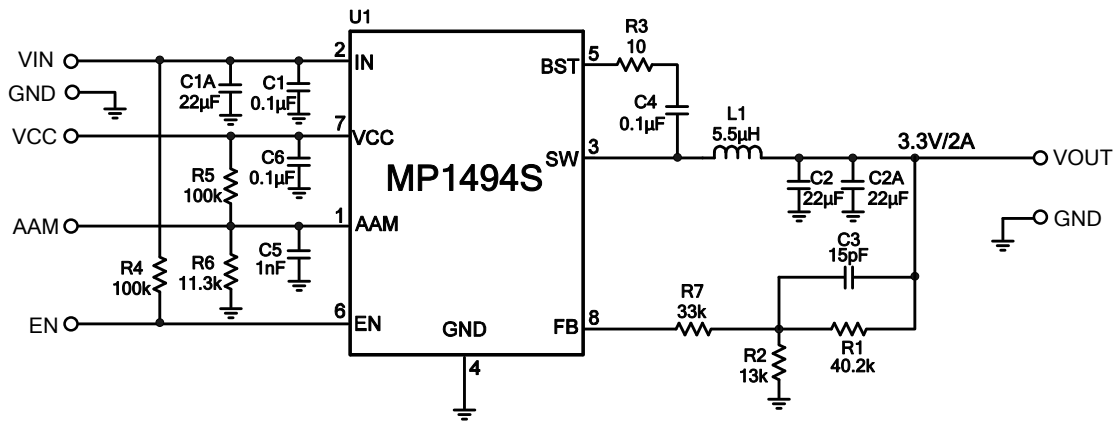 U1
VIN
GND
VCC
AAM
EN
2
IN
7
VCC
1
AAM
6
EN
C1A
22µF
C1
0.1µF
R5
100k
C6
0.1µF
R4
100k
R6
11.3k
C5
1nF
MP1494S
GND
4
5
BST
3
SW
8
FB
R3
10
C4
0.1µF
L1
5.5µH
3.3V/2A
VOUT
C2
22µF
C2A
22µF
GND
C3
15pF
R7
33k
R2
13k
R1
40.2k